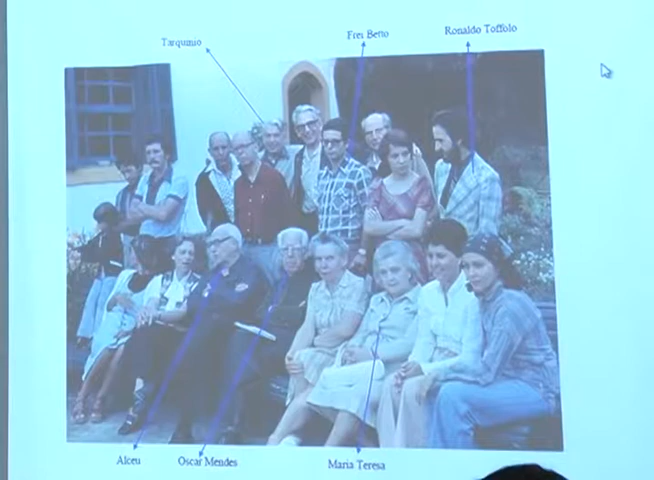 Tarquinio
Frei Betto
Ronaldo Toffolo
Alceu
Oscar Mendes
Maria Teresa